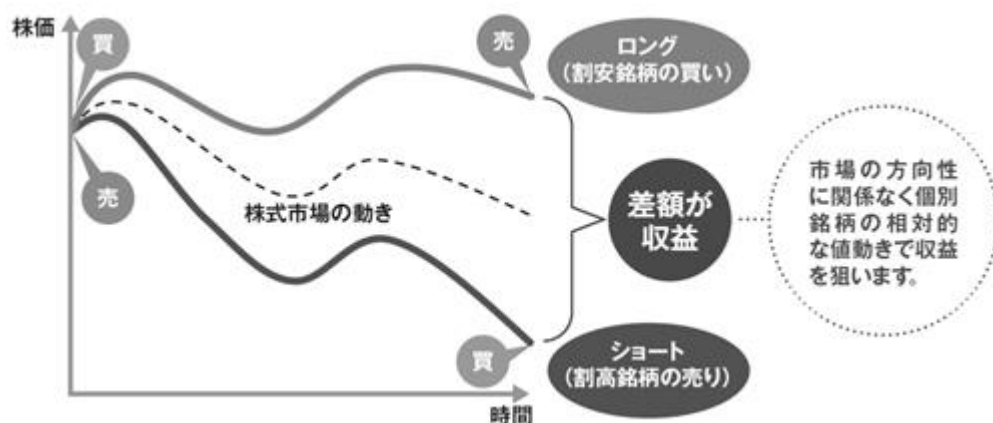 株価
買
売
ロング
(割安銘柄の買い)
売
株式市場の動き
差額が
収益
市場の方向性
に関係なく個別
銘柄の相対的
な値動きで収益
を狙います。
買
ショート
(割高銘柄の売り)
時間